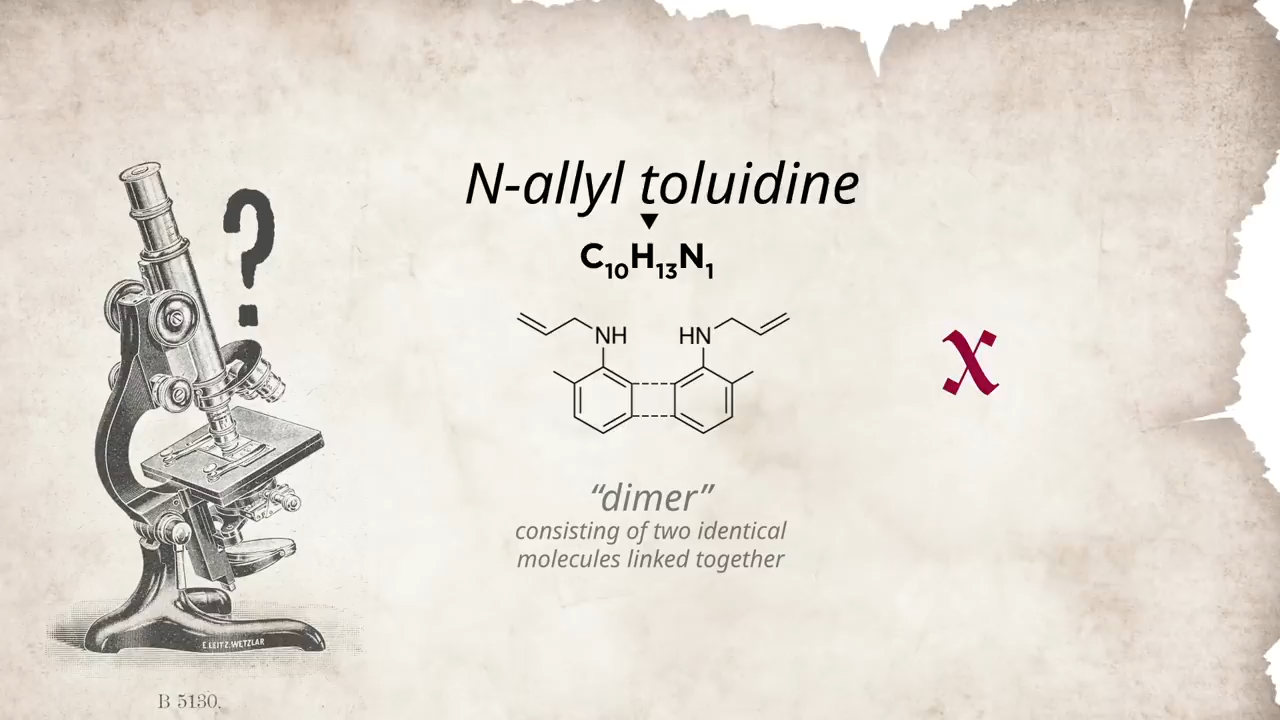 N-allyl toluidine
C₁₀H₁₃N₁
NH HN
"dimer"
consisting of two identical
molecules linked together
?
x
E.LEITZ.WETZLAR
B 5130.